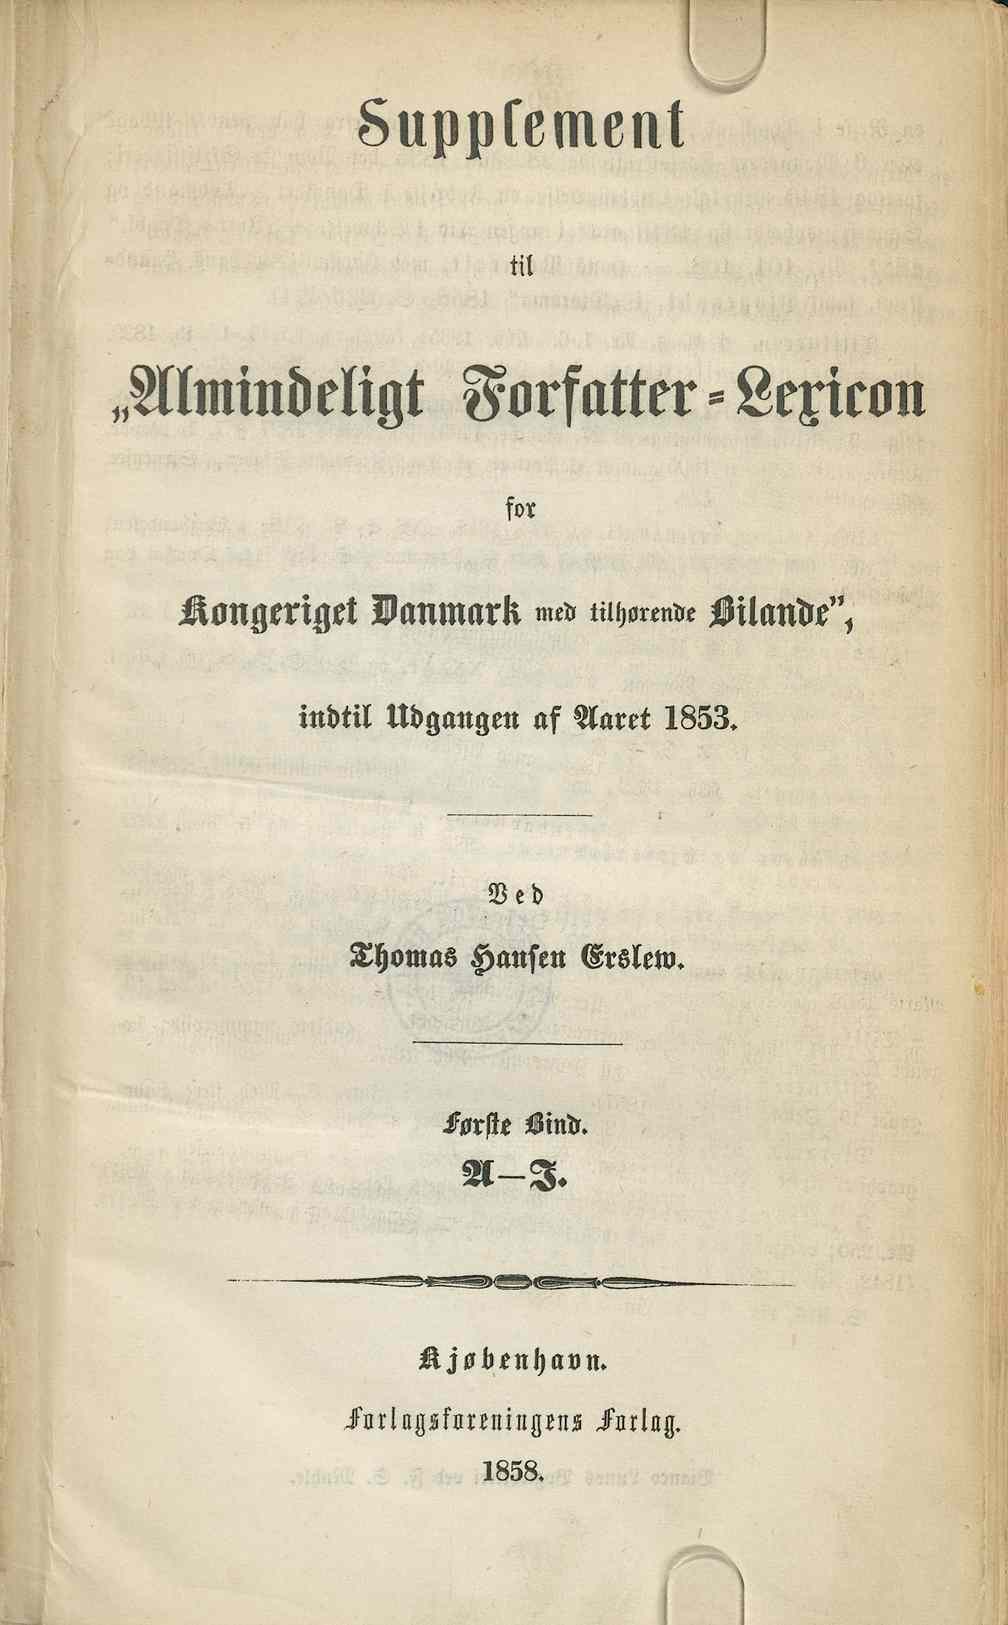 Supplement
til
„Almindeligt Forfatter=Lexicon
for
Kongeriget Danmark med tilhørende Bilande”,
indtil Udgangen af Aaret 1853.
Ved
Thomas Hansen Erslew.
Første Bind.
A—J.
Kjøbenhavn.
Forlagsforeningens Forlag.
1858.